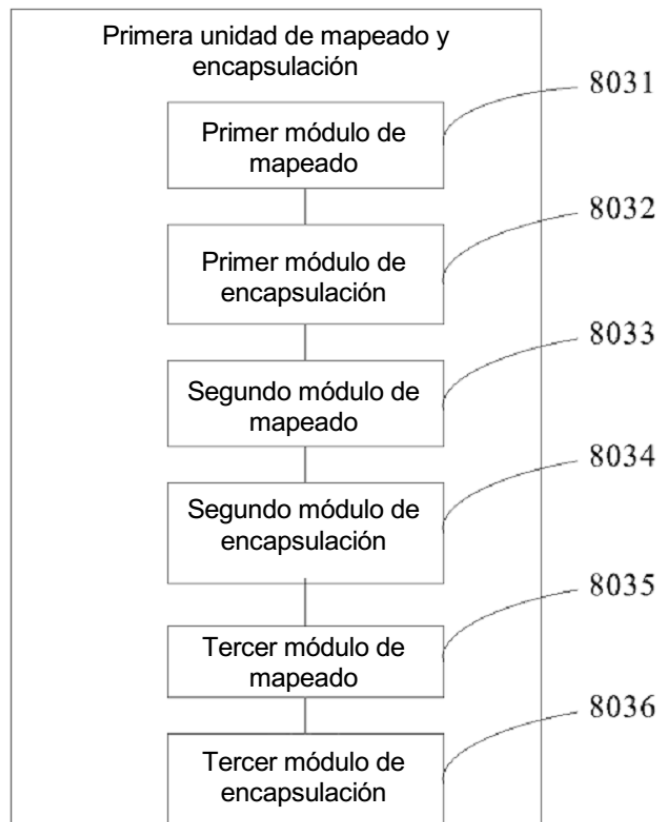 Primera unidad de mapeado y
encapsulación
8031
Primer módulo de
mapeado
8032
Primer módulo de
encapsulación
8033
Segundo módulo de
mapeado
8034
Segundo módulo de
encapsulación
8035
Tercer módulo de
mapeado
8036
Tercer módulo de
encapsulación